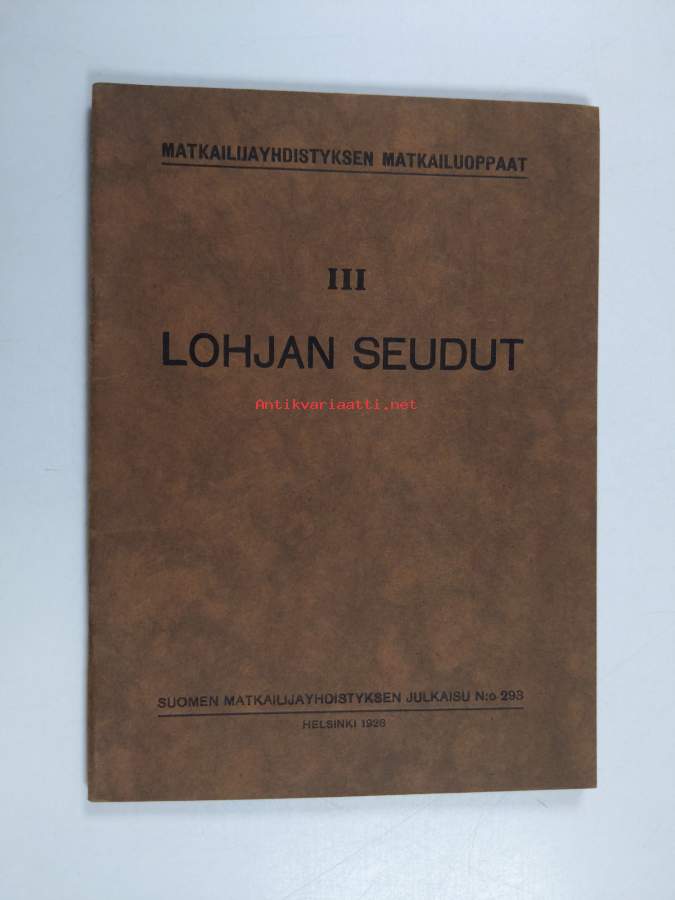 MATKAILIJAYHDISTYKSEN MATKAILUOPPAAT
III
LOHJAN SEUDUT
Antikvariaatti.net
SUOMEN MATKAILIJAYHDISTYKSEN JULKAISU N:o 293
HELSINKI 1928